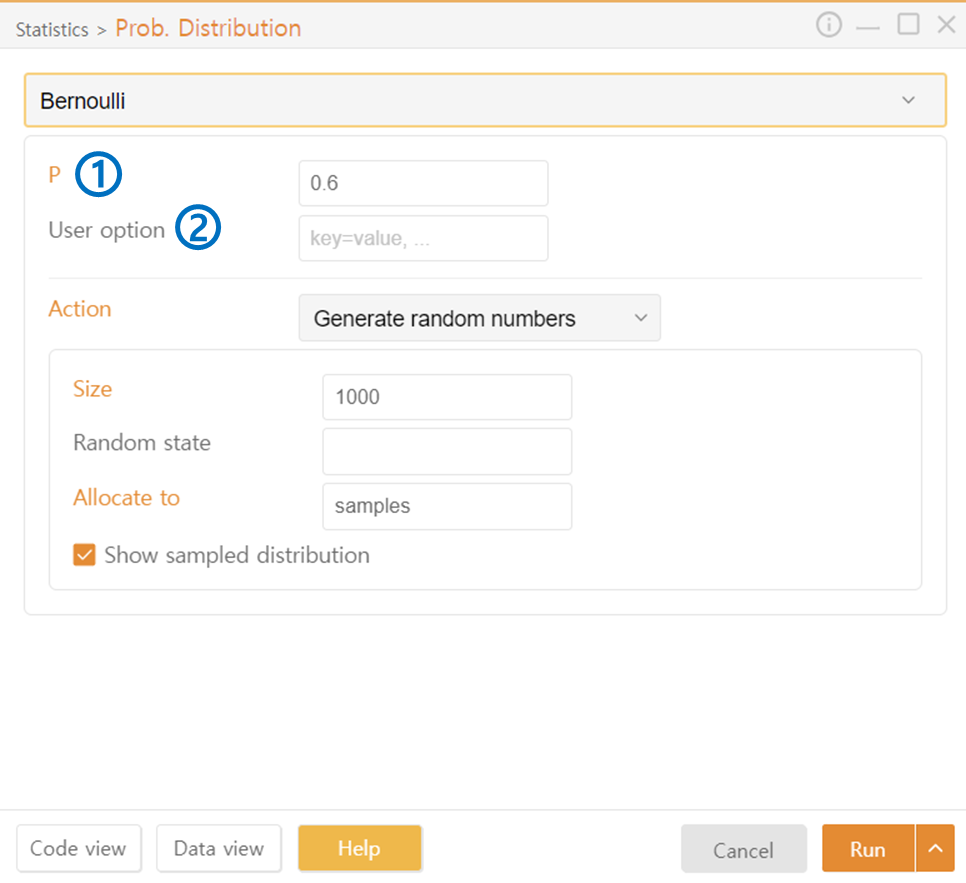 Statistics > Prob. Distribution
Bernoulli
P ① 0.6
User option ② key=value, ...
Action Generate random numbers
Size 1000
Random state
Allocate to samples
Show sampled distribution
Code view Data view Help Cancel Run